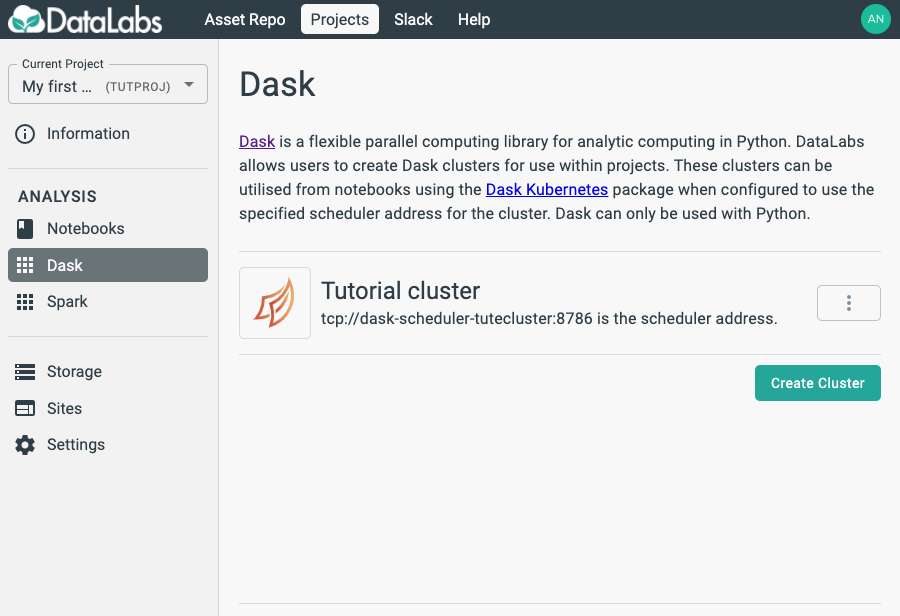 DataLabs
Asset Repo
Projects
Slack
Help
AN
Current Project
My first ... (TUTPROJ)
Information
ANALYSIS
Notebooks
Dask
Spark
Storage
Sites
Settings
Dask
Dask is a flexible parallel computing library for analytic computing in Python. DataLabs
allows users to create Dask clusters for use within projects. These clusters can be
utilised from notebooks using the Dask Kubernetes package when configured to use the
specified scheduler address for the cluster. Dask can only be used with Python.
Tutorial cluster
tcp://dask-scheduler-tutecluster:8786 is the scheduler address.
Create Cluster